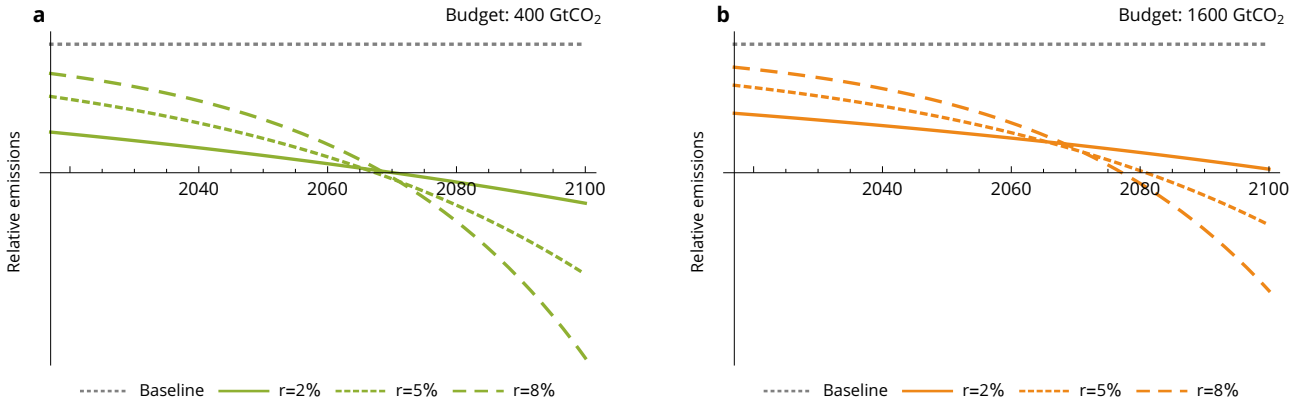 a
Budget: 400 GtCO₂
Relative emissions
2040
2060
2080
2100
Baseline r=2% r=5% r=8%
b
Budget: 1600 GtCO₂
Relative emissions
2040
2060
2080
2100
Baseline r=2% r=5% r=8%